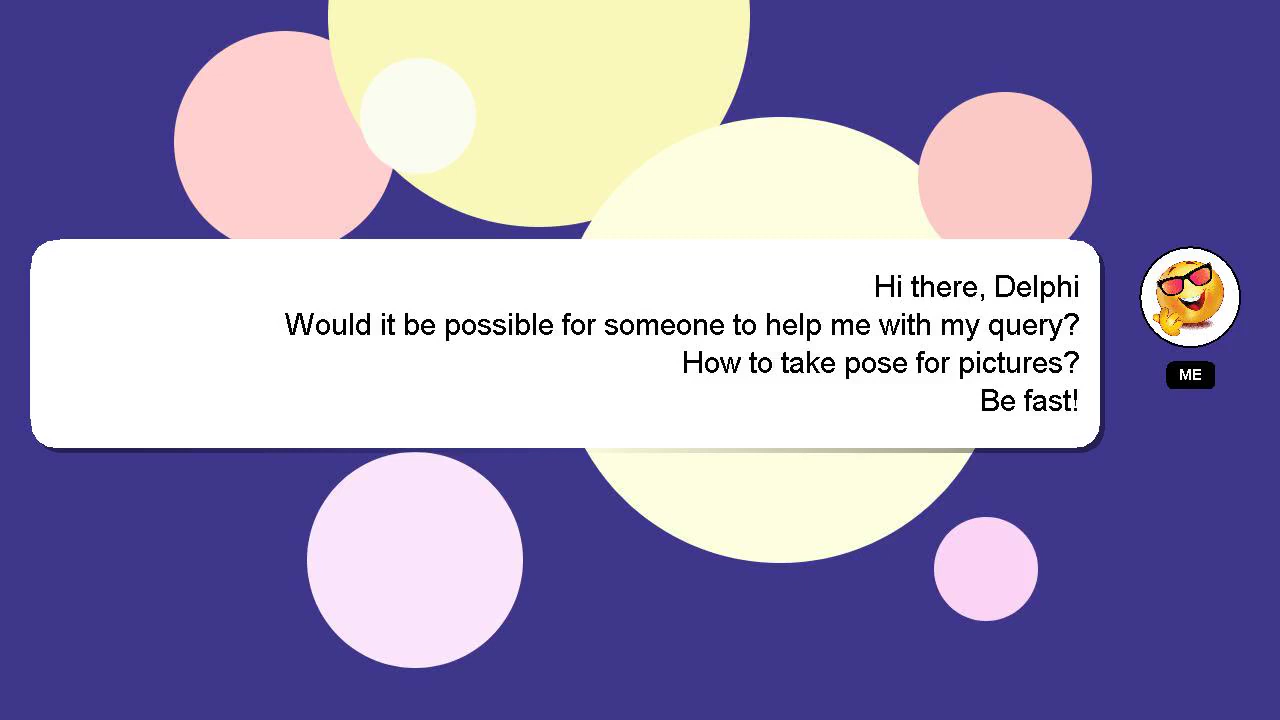 Hi there, Delphi
Would it be possible for someone to help me with my query?
How to take pose for pictures?
Be fast!
ME